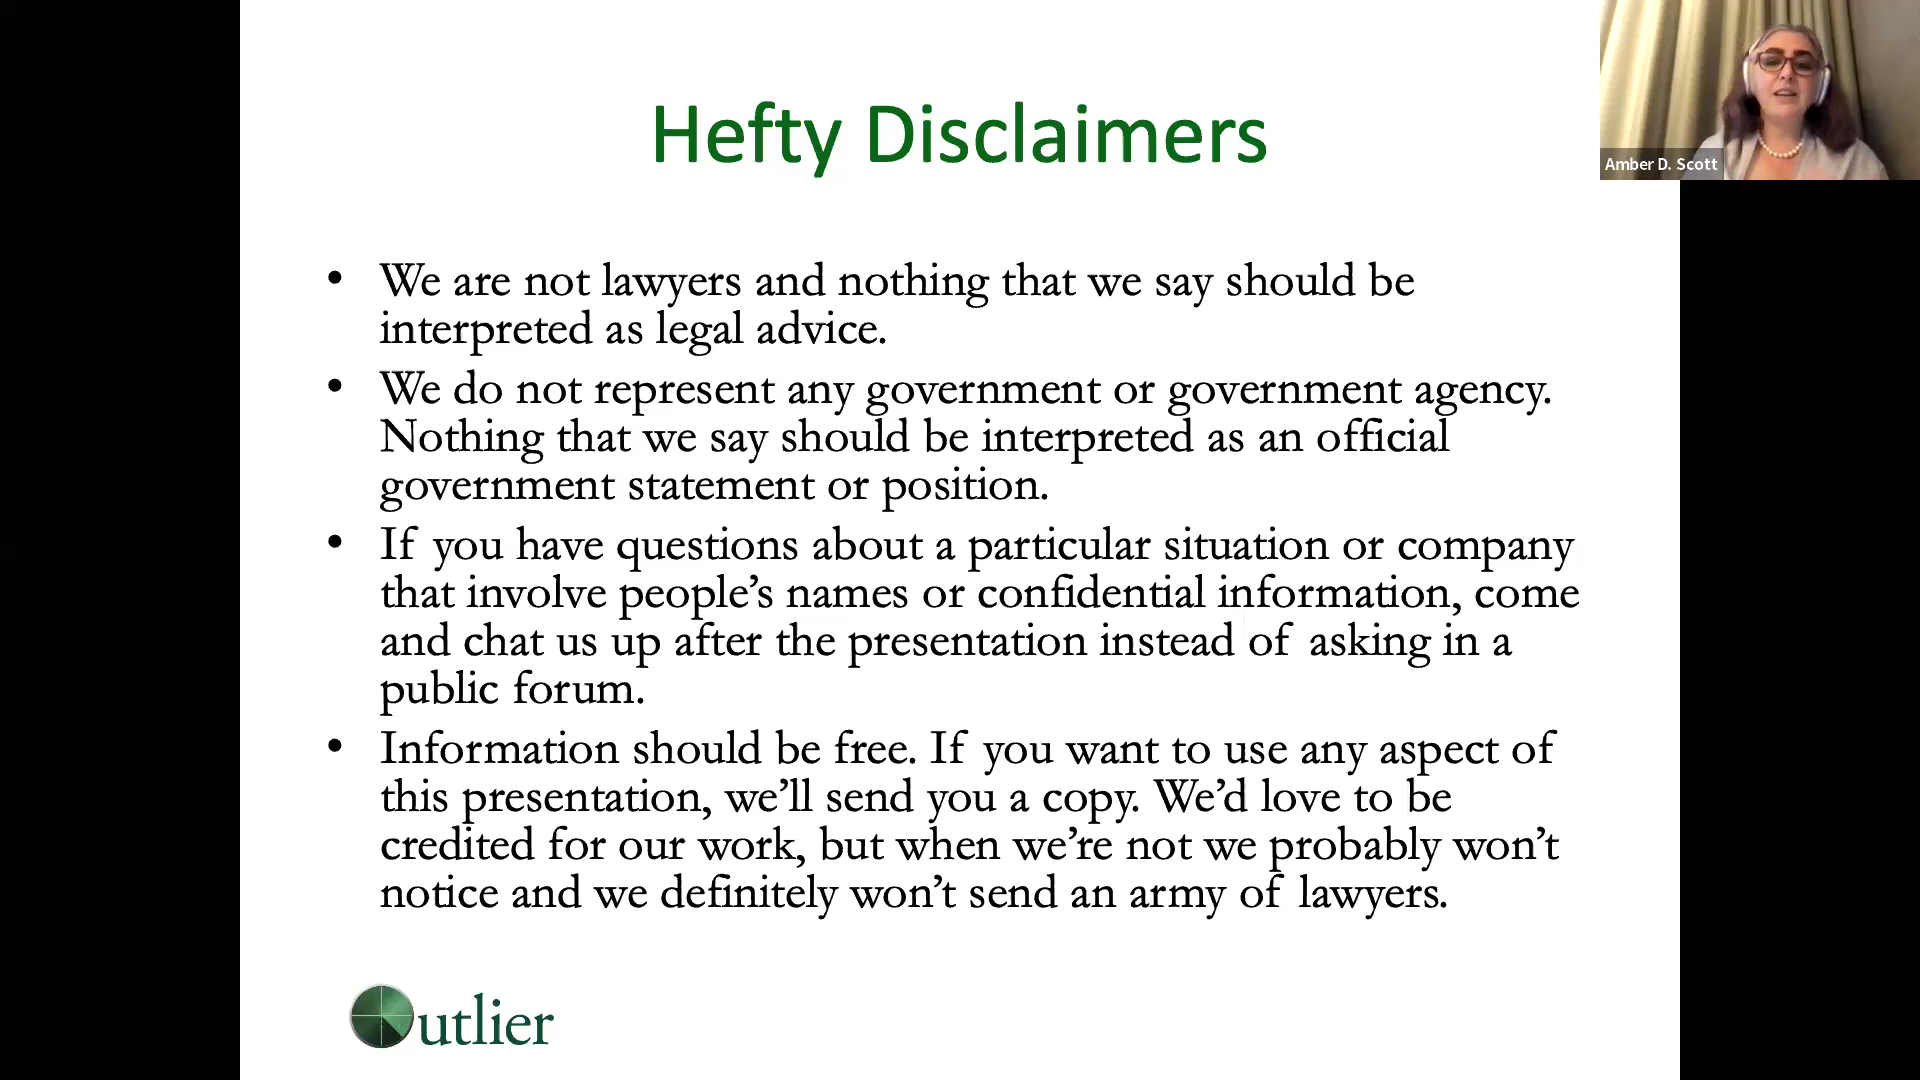 Hefty Disclaimers
Amber D. Scott
• We are not lawyers and nothing that we say should be
interpreted as legal advice.
• We do not represent any government or government agency.
Nothing that we say should be interpreted as an official
government statement or position.
• If you have questions about a particular situation or company
that involve people’s names or confidential information, come
and chat us up after the presentation instead of asking in a
public forum.
• Information should be free. If you want to use any aspect of
this presentation, we’ll send you a copy. We’d love to be
credited for our work, but when we’re not we probably won’t
notice and we definitely won’t send an army of lawyers.
Outlier